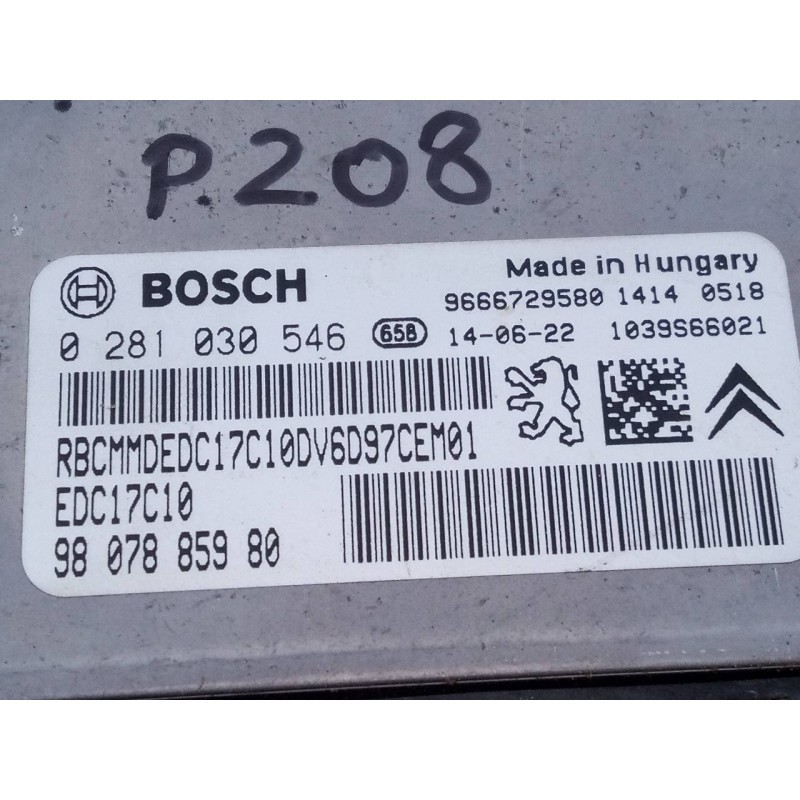 P.208
BOSCH
Made in Hungary
9666729580 1414 0518
0 281 030 546 658 14-06-22 1039S66021
RBCMMDEDC17C10DV6D97CEM01
EDC17C10
98 078 859 80